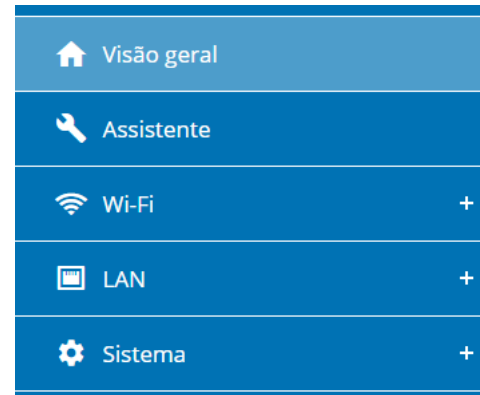 Visão geral
Assistente
Wi-Fi +
LAN +
Sistema +